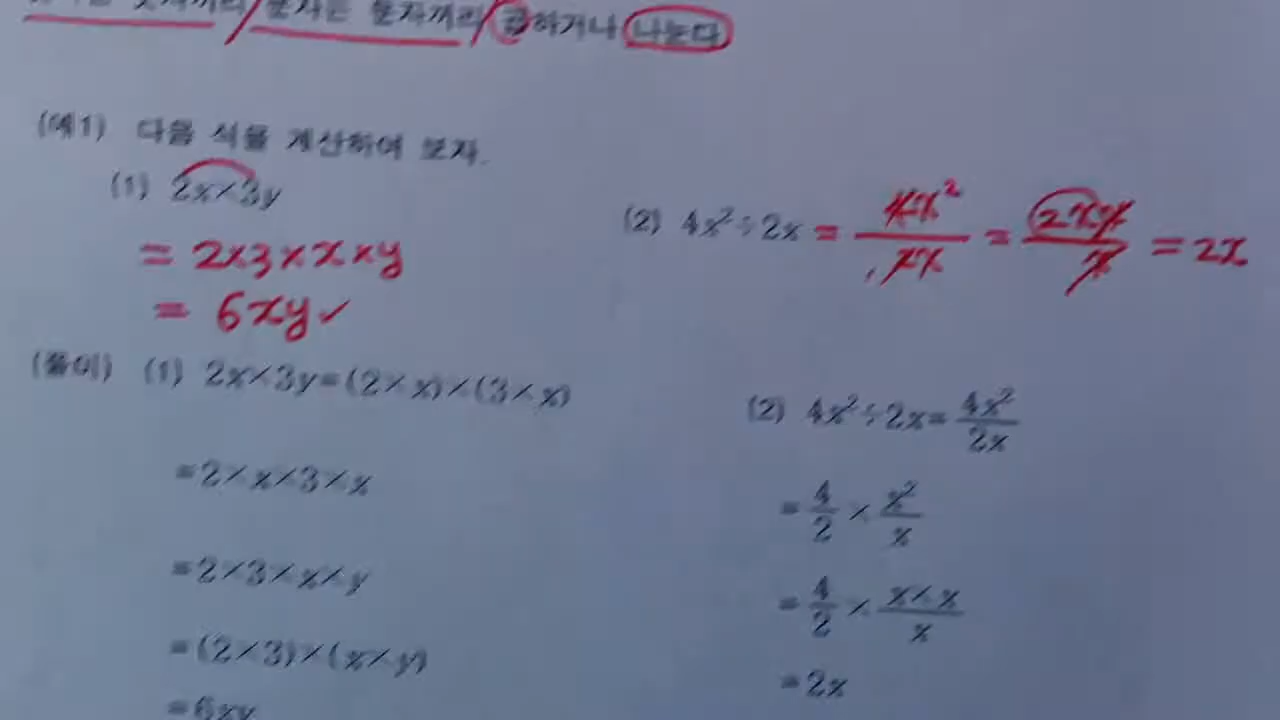 문자는 문자끼리 곱하거나 나눈다
(예1) 다음 식을 계산하여 보자.
(1) 2x×3y
= 2×3×x×y
= 6xy✓
(2) 4x²÷2x = 4x²/2x = 2x×x/x = 2x
(풀이) (1) 2x×3y=(2×x)×(3×x)
=2×x×3×x
=2×3×x×y
=(2×3)×(x×y)
=6xy
(2) 4x²÷2x=4x²/2x
=4/2×x²/x
=4/2×x×x/x
=2x